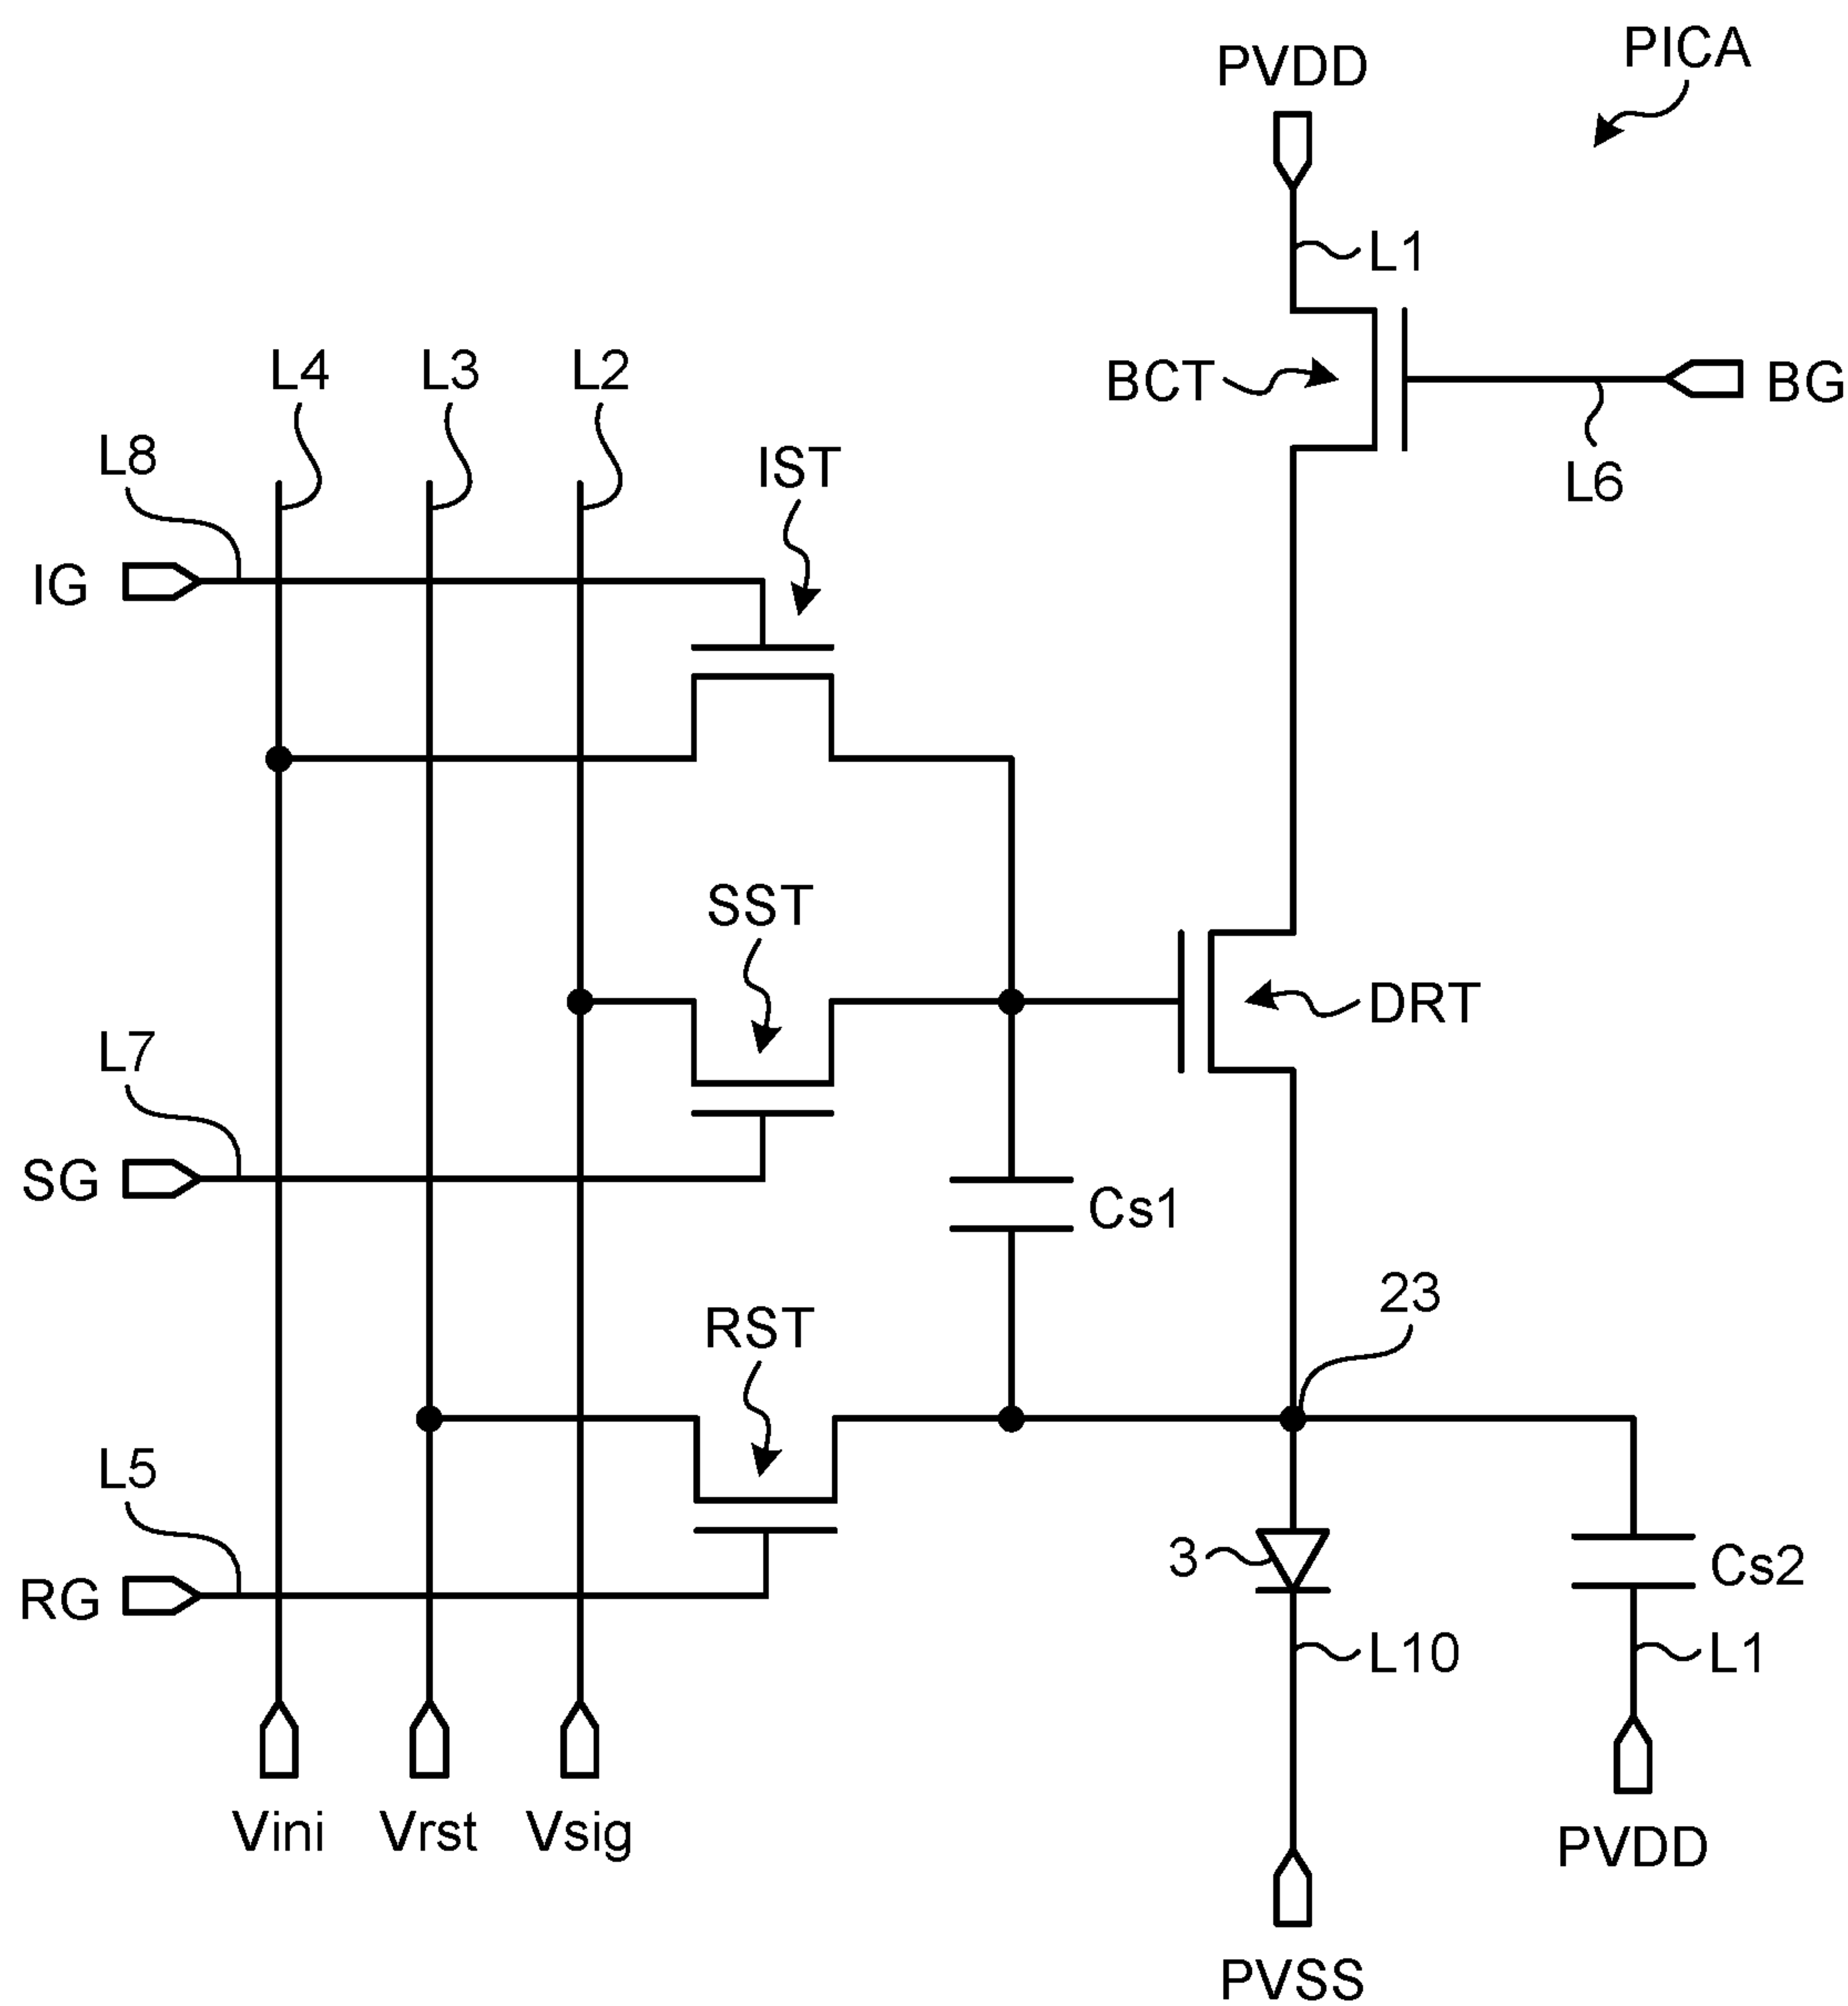 PICA
PVDD
L1
BCT
BG
L6
L4
L3
L2
L8
IST
IG
SST
DRT
L7
SG
Cs1
23
RST
L5
RG
3
Cs2
L10
L1
Vini
Vrst
Vsig
PVDD
PVSS